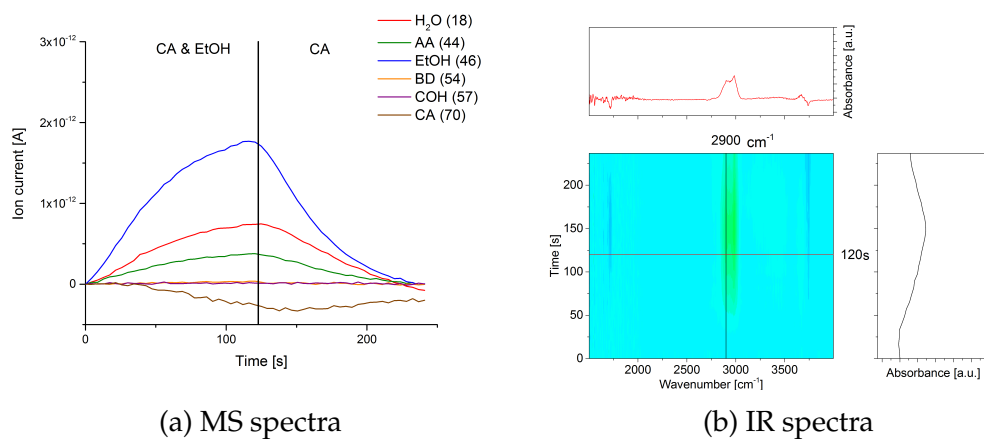 H₂O (18)
AA (44)
EtOH (46)
BD (54)
COH (57)
CA (70)
CA & EtOH
CA
3x10⁻¹²
2x10⁻¹²
1x10⁻¹²
0
Ion current [A]
0
100
200
Time [s]
(a) MS spectra
Absorbance [a.u.]
2900 cm⁻¹
200
150
100
50
0
Time [s]
120s
2000
2500
3000
3500
Wavenumber [cm⁻¹]
Absorbance [a.u.]
(b) IR spectra